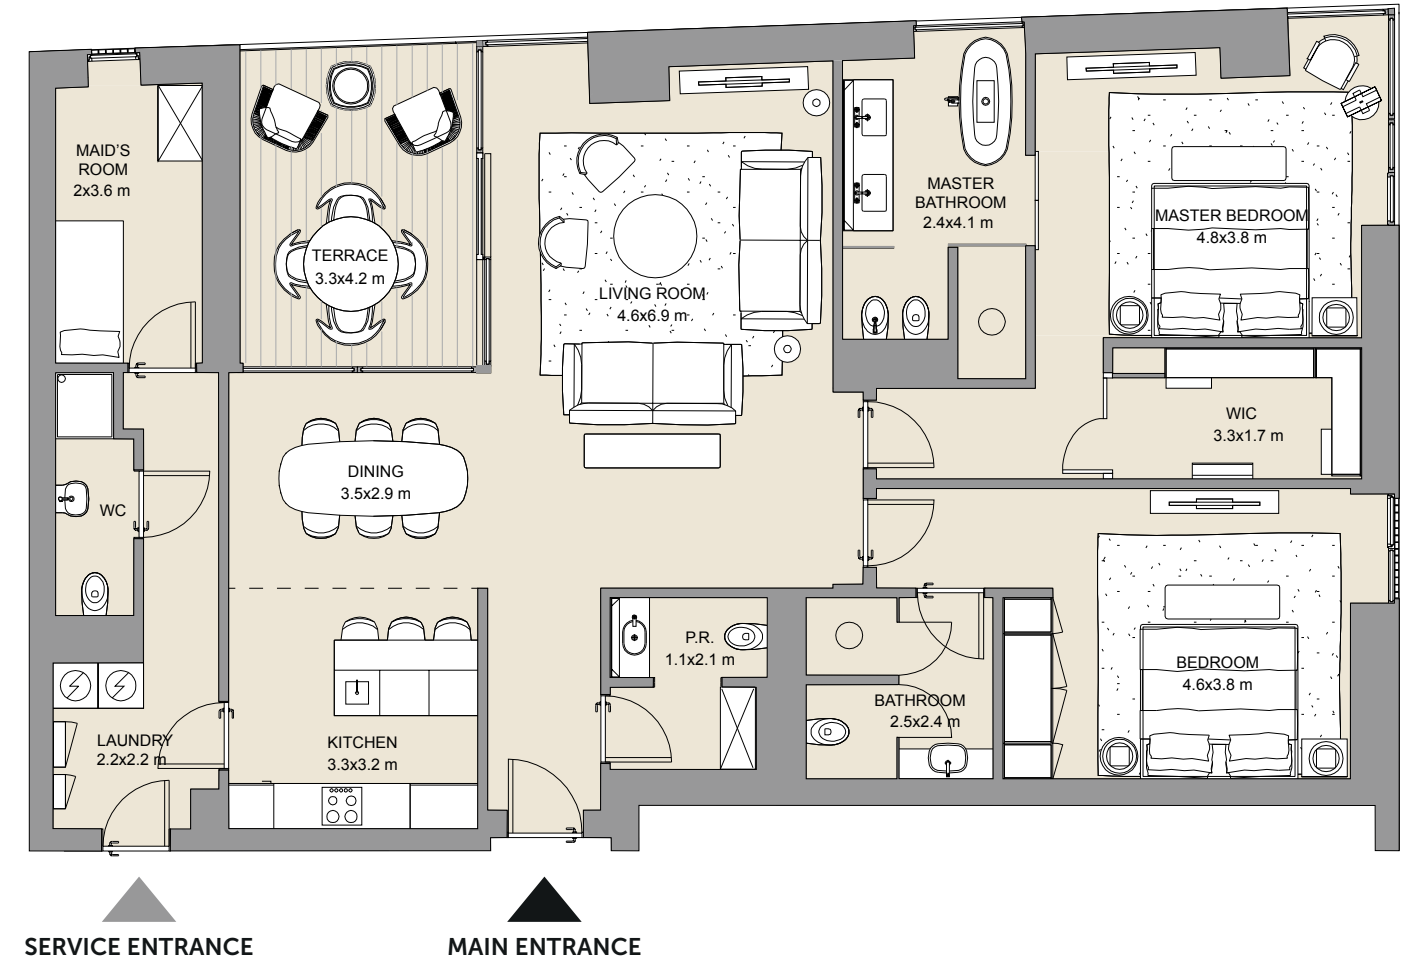 MAID'S
ROOM
2x3.6 m
TERRACE
3.3x4.2 m
LIVING ROOM
4.6x6.9 m
MASTER
BATHROOM
2.4x4.1 m
MASTER BEDROOM
4.8x3.8 m
WIC
3.3x1.7 m
DINING
3.5x2.9 m
WC
P.R.
1.1x2.1 m
BATHROOM
2.5x2.4 m
BEDROOM
4.6x3.8 m
LAUNDRY
2.2x2.2 m
KITCHEN
3.3x3.2 m
SERVICE ENTRANCE
MAIN ENTRANCE